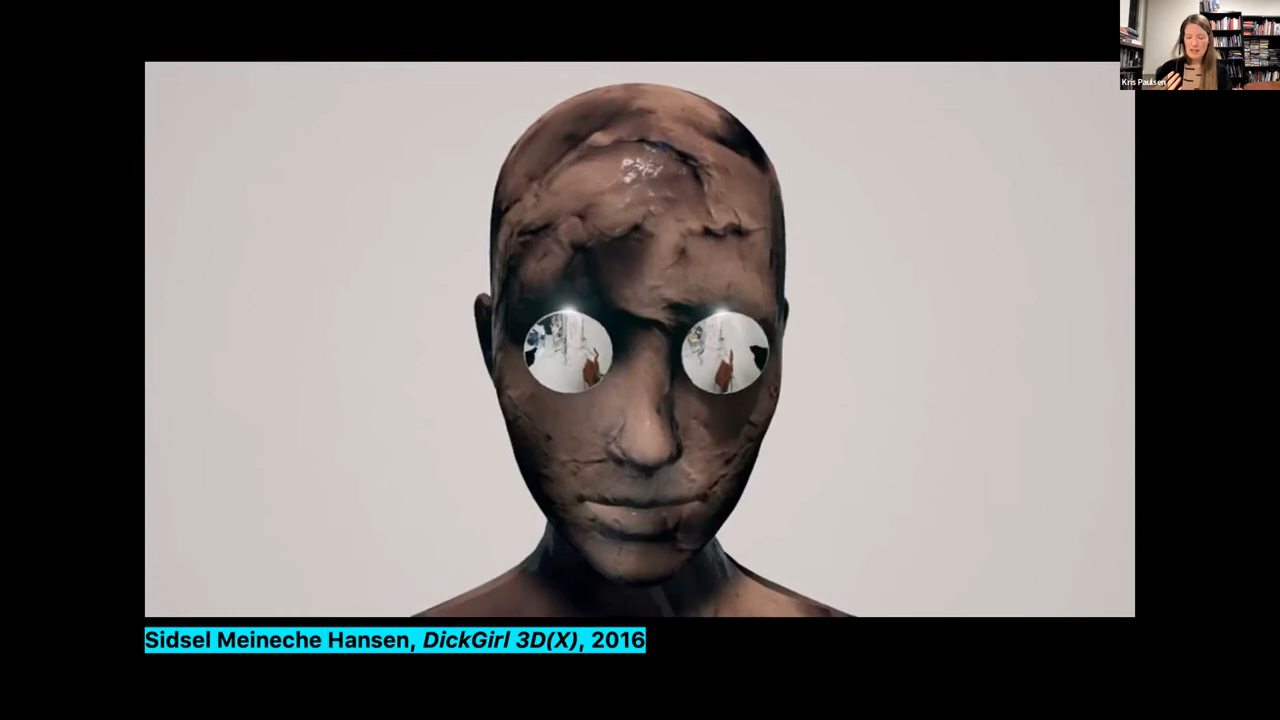 Kris Paulsen
Sidsel Meineche Hansen, DickGirl 3D(X), 2016